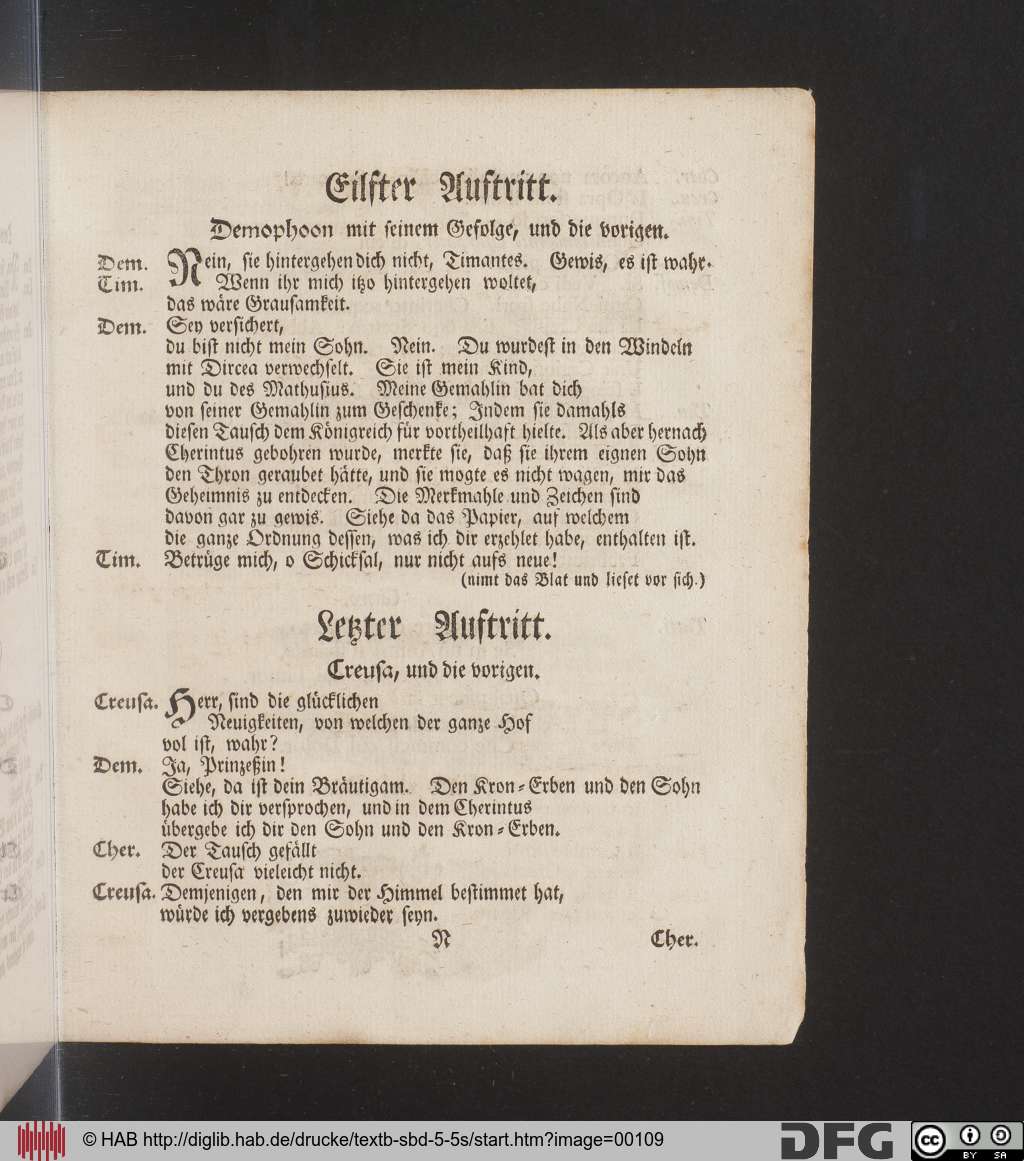 Eilfter Auftritt.
Demophoon mit seinem Gefolge, und die vorigen.
Dem. Nein, sie hintergehen dich nicht, Timantes. Gewis, es ist wahr.
Tim. Wenn ihr mich itzo hintergehen woltet,
das wäre Grausamkeit.
Dem. Sey versichert,
du bist nicht mein Sohn. Nein. Du wurdest in den Windeln
mit Dircea verwechselt. Sie ist mein Kind,
und du des Mathusius. Meine Gemahlin bat dich
von seiner Gemahlin zum Geschenke; Indem sie damahls
diesen Tausch dem Königreich für vortheilhaft hielte. Als aber hernach
Cherintus gebohren wurde, merkte sie, daß sie ihrem eignen Sohn
den Thron geraubet hätte, und sie mogte es nicht wagen, mir das
Geheimnis zu entdecken. Die Merkmahle und Zeichen sind
davon gar zu gewis. Siehe da das Papier, auf welchem
die ganze Ordnung dessen, was ich dir erzehlet habe, enthalten ist.
Tim. Betrüge mich, o Schicksal, nur nicht aufs neue!
(nimt das Blat und lieset vor sich.)
Letzter Auftritt.
Creusa, und die vorigen.
Creusa. Herr, sind die glücklichen
Neuigkeiten, von welchen der ganze Hof
vol ist, wahr?
Dem. Ja, Prinzeßin!
Siehe, da ist dein Bräutigam. Den Kron-Erben und den Sohn
habe ich dir versprochen, und in dem Cherintus
übergebe ich dir den Sohn und den Kron-Erben.
Cher. Der Tausch gefällt
der Creusa vieleicht nicht.
Creusa. Demjenigen, den mir der Himmel bestimmet hat,
würde ich vergebens zuwieder seyn.
N Cher.
© HAB http://diglib.hab.de/drucke/textb-sbd-5-5s/start.htm?image=00109
DFG
cc BY SA